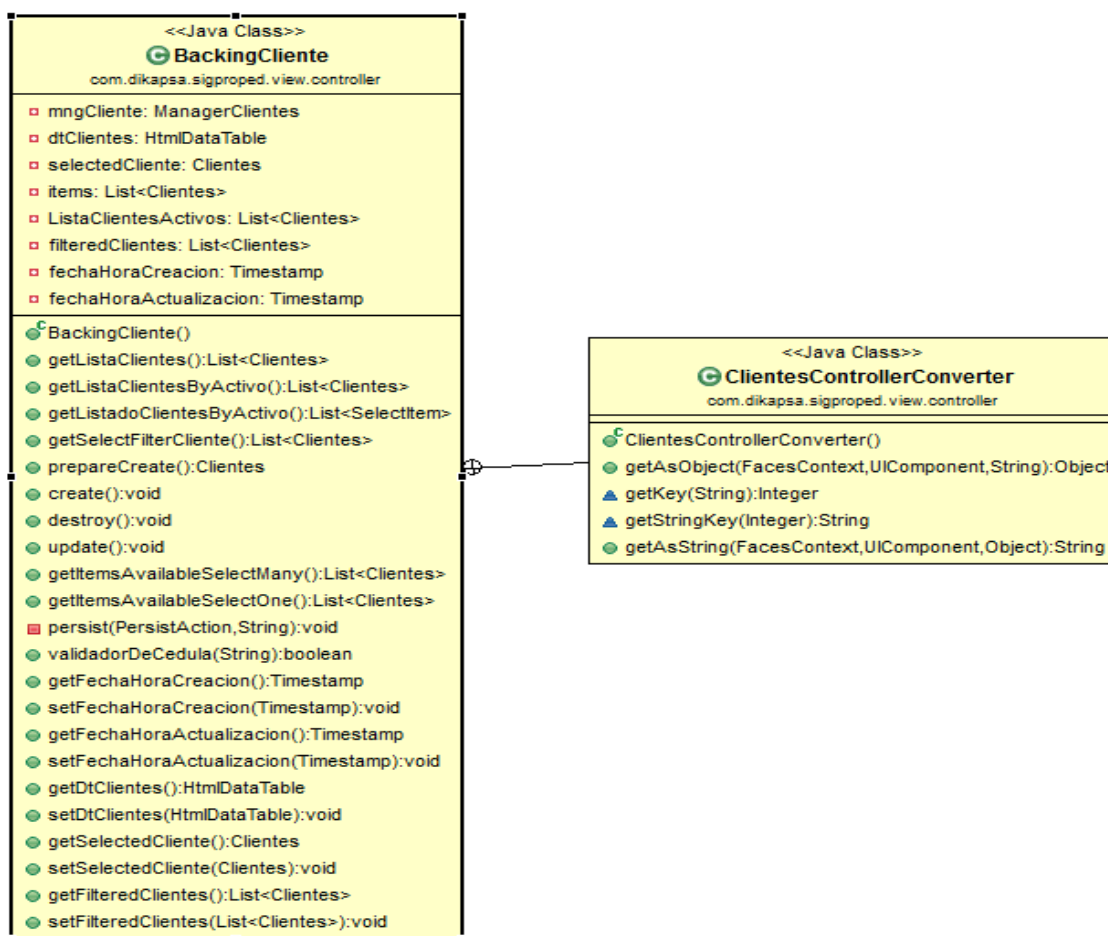 <<Java Class>>
BackingCliente
com.dikapsa.sigproped.view.controller
mngCliente: ManagerClientes
dtClientes: HtmlDataTable
selectedCliente: Clientes
items: List<Clientes>
ListaClientesActivos: List<Clientes>
filteredClientes: List<Clientes>
fechaHoraCreacion: Timestamp
fechaHoraActualizacion: Timestamp
BackingCliente()
getListaClientes():List<Clientes>
getListaClientesByActivo():List<Clientes>
getListadoClientesByActivo():List<SelectItem>
getSelectFilterCliente():List<Clientes>
prepareCreate():Clientes
create():void
destroy():void
update():void
getItemsAvailableSelectMany():List<Clientes>
getItemsAvailableSelectOne():List<Clientes>
persist(PersistAction,String):void
validadorDeCedula(String):boolean
getFechaHoraCreacion():Timestamp
setFechaHoraCreacion(Timestamp):void
getFechaHoraActualizacion():Timestamp
setFechaHoraActualizacion(Timestamp):void
getDtClientes():HtmlDataTable
setDtClientes(HtmlDataTable):void
getSelectedCliente():Clientes
setSelectedCliente(Clientes):void
getFilteredClientes():List<Clientes>
setFilteredClientes(List<Clientes>):void
<<Java Class>>
ClientesControllerConverter
com.dikapsa.sigproped.view.controller
ClientesControllerConverter()
getAsObject(FacesContext,UIComponent,String):Object
getKey(String):Integer
getStringKey(Integer):String
getAsString(FacesContext,UIComponent,Object):String